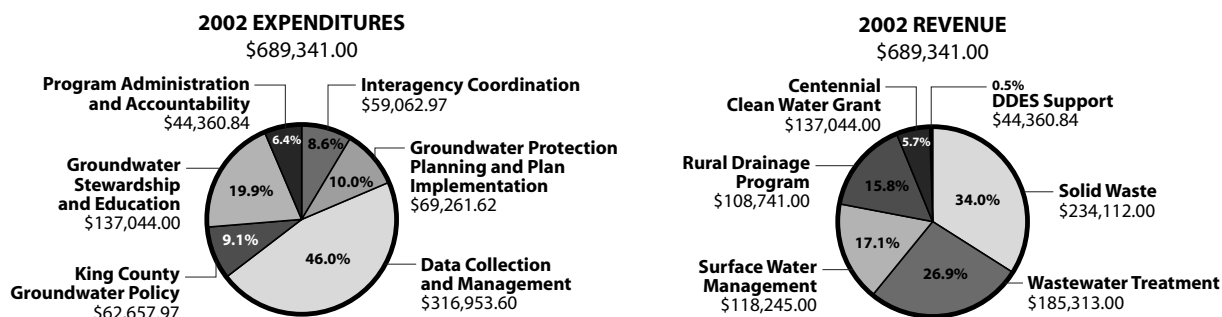 2002 EXPENDITURES
$689,341.00
Program Administration
and Accountability
$44,360.84
6.4%
Interagency Coordination
$59,062.97
8.6%
Groundwater Protection
Planning and Plan
Implementation
$69,261.62
10.0%
Groundwater
Stewardship
and Education
$137,044.00
19.9%
9.1%
King County
Groundwater Policy
$62,657.97
46.0%
Data Collection
and Management
$316,953.60
2002 REVENUE
$689,341.00
Centennial
Clean Water Grant
$137,044.00
5.7%
0.5%
DDES Support
$44,360.84
Rural Drainage
Program
$108,741.00
15.8%
34.0%
Solid Waste
$234,112.00
17.1%
Surface Water
Management
$118,245.00
26.9%
Wastewater Treatment
$185,313.00